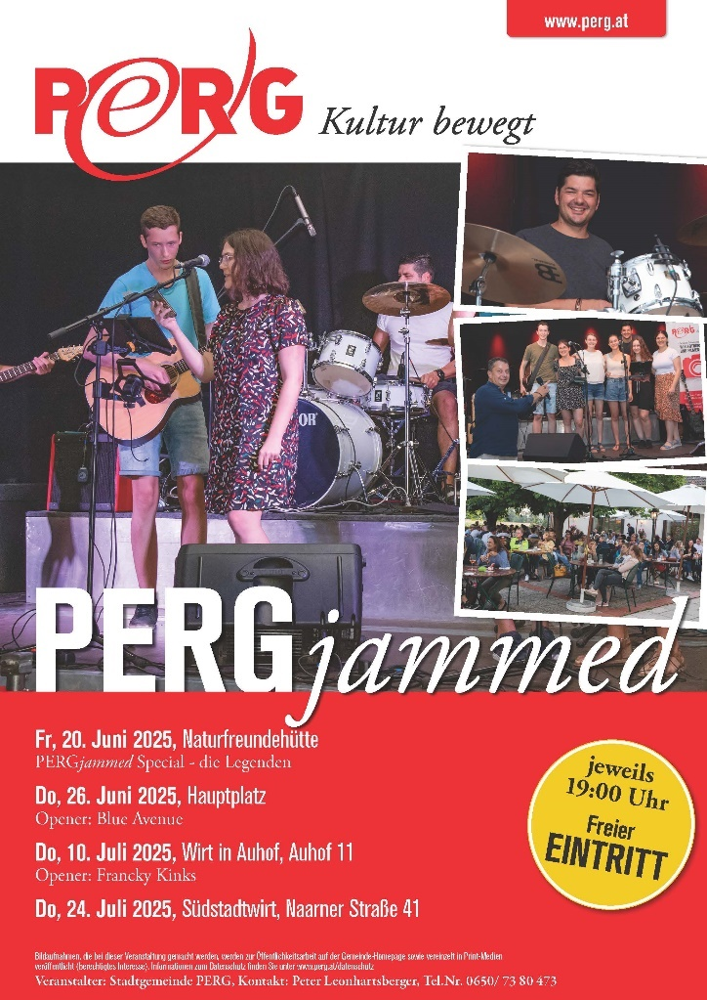 www.perg.at
PERG Kultur bewegt
PERGjammed
Fr, 20. Juni 2025, Naturfreundehütte
PERGjammed Special - die Legenden
Do, 26. Juni 2025, Hauptplatz
Opener: Blue Avenue
Do, 10. Juli 2025, Wirt in Auhof, Auhof 11
Opener: Francky Kinks
Do, 24. Juli 2025, Südstadtwirt, Naarner Straße 41
jeweils
19:00 Uhr
Freier
EINTRITT
Bildaufnahmen, die bei dieser Veranstaltung gemacht werden, werden zur Öffentlichkeitsarbeit auf der Gemeinde-Homepage sowie vereinzelt in Print-Medien
veröffentlicht (berechtigtes Interesse). Informationen zum Datenschutz finden Sie unter www.perg.at/datenschutz
Veranstalter: Stadtgemeinde PERG, Kontakt: Peter Leonhartsberger, Tel.Nr. 0650/ 73 80 473